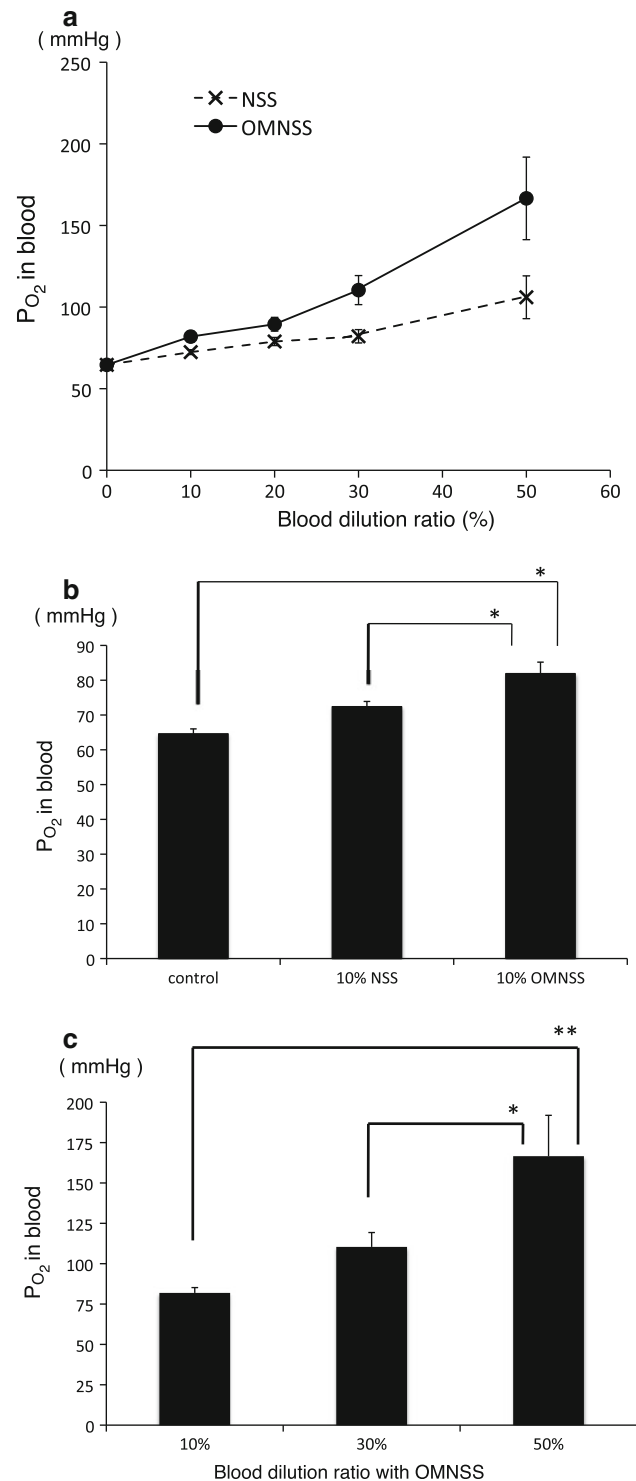 a
( mmHg )
250
200
150
100
50
0
P O2 in blood
NSS
OMNSS
0 10 20 30 40 50 60
Blood dilution ratio (%)
b
( mmHg )
* 
*
90
80
70
60
50
40
30
20
10
0
P O2 in blood
control 10% NSS 10% OMNSS
c
( mmHg )
**
*
200
175
150
125
100
75
50
25
0
P O2 in blood
10% 30% 50%
Blood dilution ratio with OMNSS